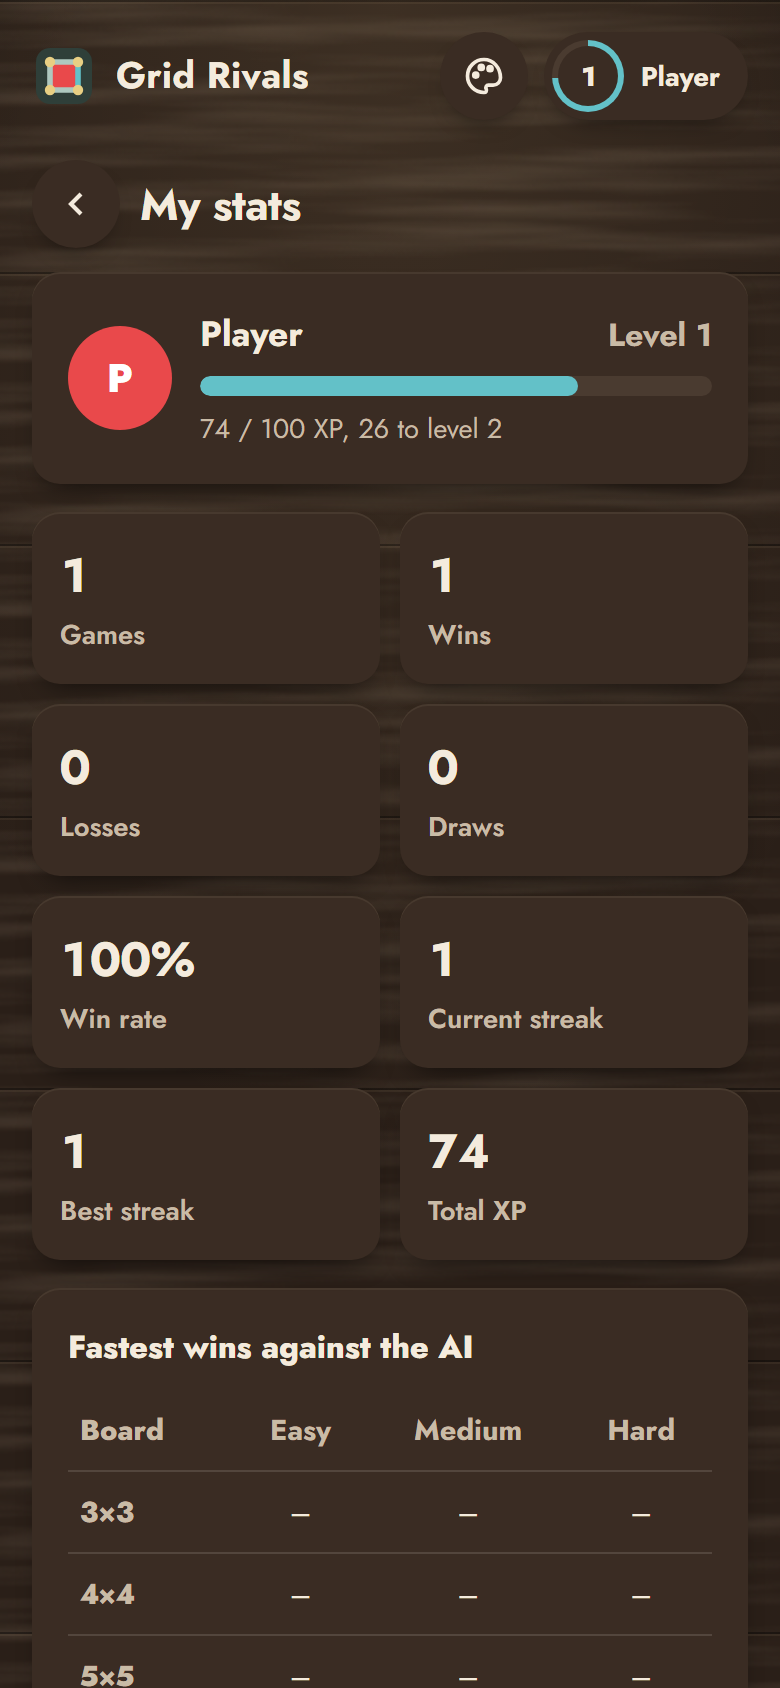 Grid Rivals
1 Player
My stats
P
Player
Level 1
74 / 100 XP, 26 to level 2
1
Games
1
Wins
0
Losses
0
Draws
100%
Win rate
1
Current streak
1
Best streak
74
Total XP
Fastest wins against the AI
Board Easy Medium Hard
3×3 – – –
4×4 – – –
5×5 – – –